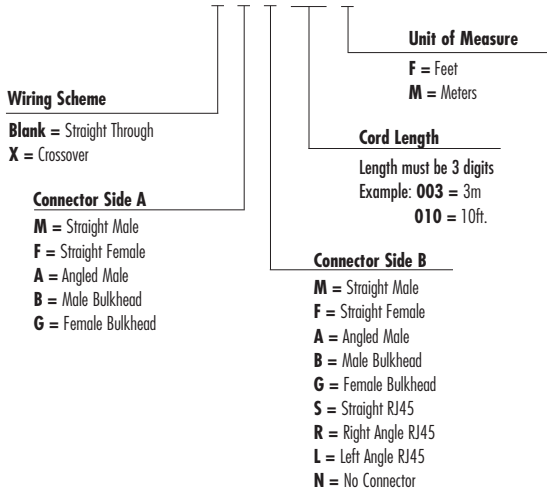 Unit of Measure
F = Feet
M = Meters
Wiring Scheme
Blank = Straight Through
X = Crossover
Cord Length
Length must be 3 digits
Example: 003 = 3m
010 = 10ft.
Connector Side A
M = Straight Male
F = Straight Female
A = Angled Male
B = Male Bulkhead
G = Female Bulkhead
Connector Side B
M = Straight Male
F = Straight Female
A = Angled Male
B = Male Bulkhead
G = Female Bulkhead
S = Straight RJ45
R = Right Angle RJ45
L = Left Angle RJ45
N = No Connector